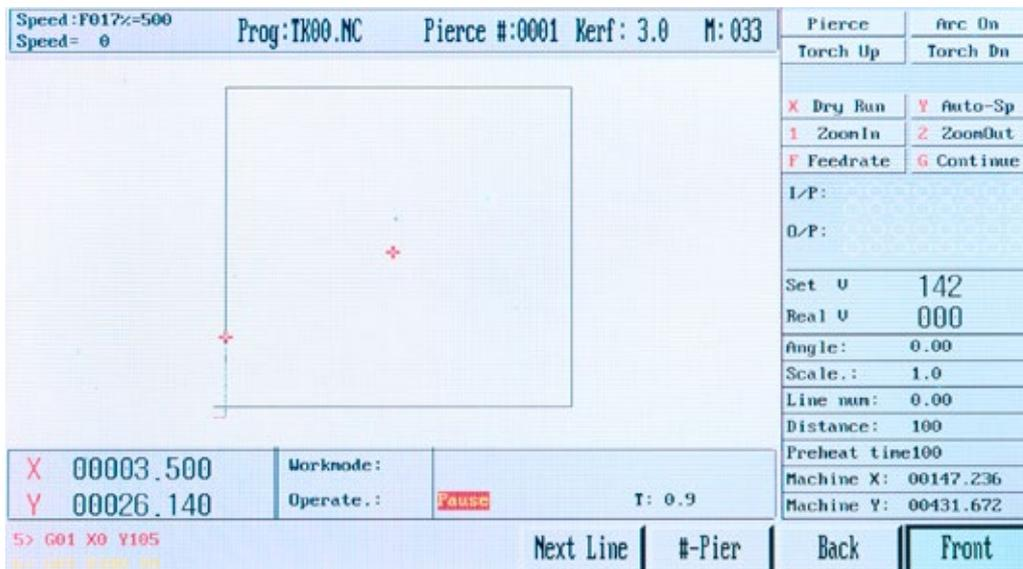 Speed:F017%=500
Speed= 0
Prog:TK00.NC Pierce #:0001 Kerf: 3.0 M:033
Pierce Arc On
Torch Up Torch Dn
X Dry Run Y Auto-Sp
1 ZoomIn 2 ZoomOut
F Feedrate G Continue
I/P:
O/P:
Set V 142
Real V 000
Angle: 0.00
Scale.: 1.0
Line num: 0.00
Distance: 100
Preheat time100
Machine X: 00147.236
Machine Y: 00431.672
X 00003.500
Y 00026.140
Workmode:
Operate.: Pause T: 0.9
5> G01 X0 Y105
Next Line #-Pier Back Front